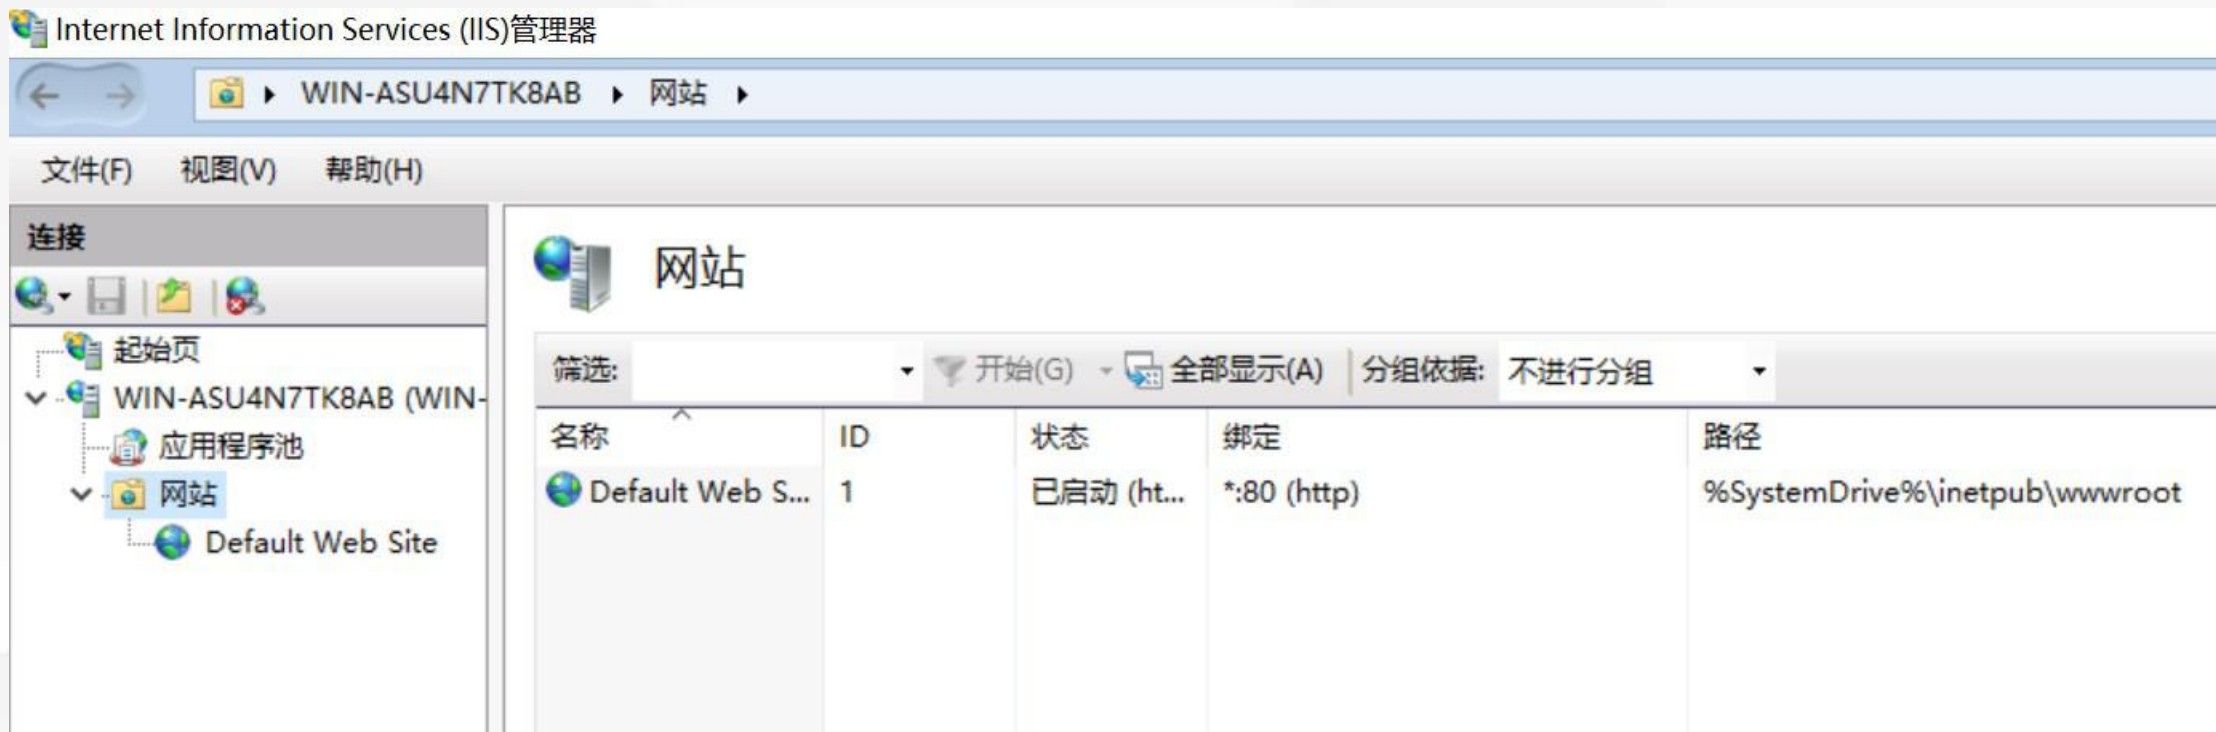 Internet Information Services (IIS)管理器
WIN-ASU4N7TK8AB 网站
文件(F) 视图(V) 帮助(H)
连接
起始页
WIN-ASU4N7TK8AB (WIN-
应用程序池
网站
Default Web Site
网站
筛选: 开始(G) 全部显示(A) 分组依据: 不进行分组
名称 ID 状态 绑定 路径
Default Web S... 1 已启动 (ht... *:80 (http) %SystemDrive%\inetpub\wwwroot